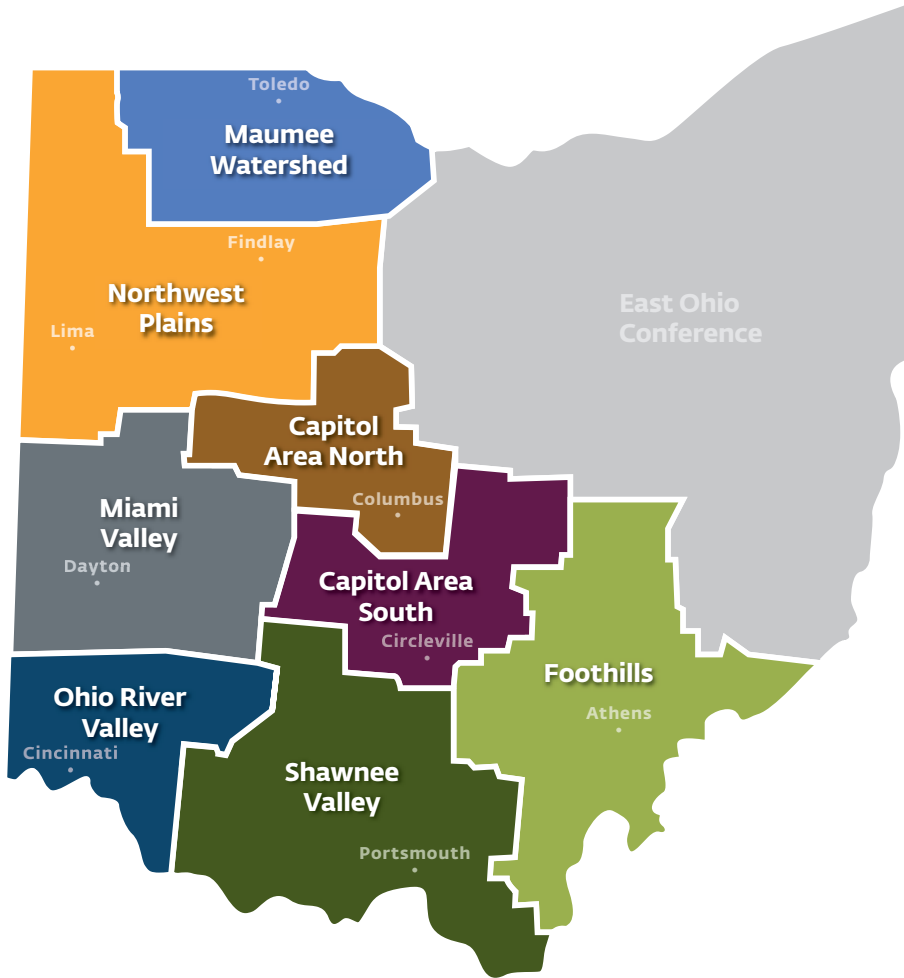 Toledo
Maumee
Watershed
Findlay
Northwest
Plains
Lima
East Ohio
Conference
Capitol
Area North
Columbus
Miami
Valley
Dayton
Capitol Area
South
Circleville
Foothills
Athens
Ohio River
Valley
Cincinnati
Shawnee
Valley
Portsmouth